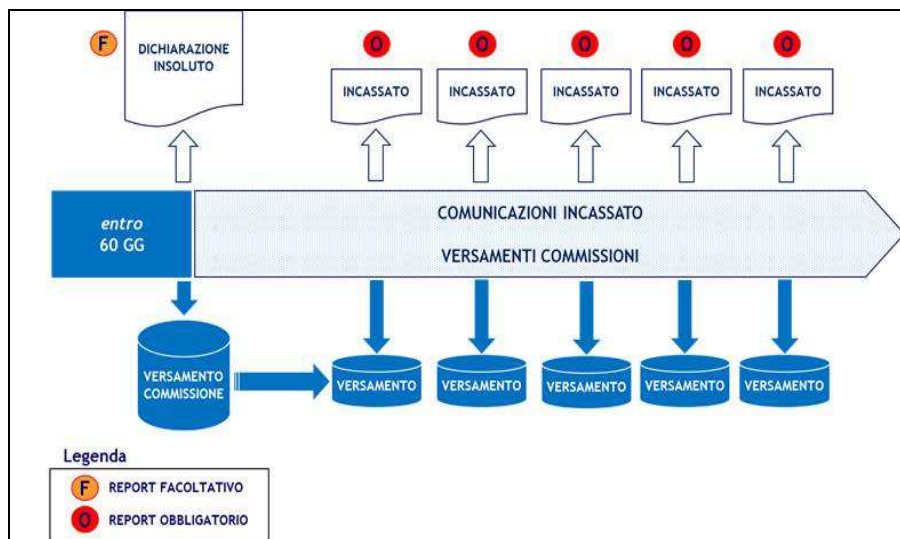 F
DICHIARAZIONE
INSOLUTO
O
O
O
O
O
INCASSATO
INCASSATO
INCASSATO
INCASSATO
INCASSATO
entro
60 GG
COMUNICAZIONI INCASSATO
VERSAMENTI COMMISSIONI
VERSAMENTO
COMMISSIONE
VERSAMENTO
VERSAMENTO
VERSAMENTO
VERSAMENTO
VERSAMENTO
Legenda
F REPORT FACOLTATIVO
O REPORT OBBLIGATORIO